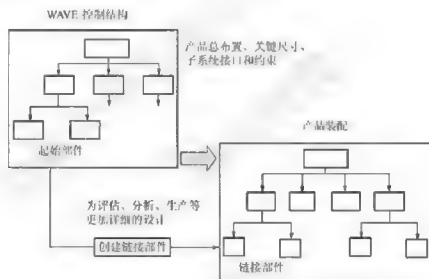 WAVE 控制结构
产品总布置、关键尺寸、
子系统接口和约束
起始部件
产品装配
为评估、分析、生产等
更加详细的设计
创建链接部件
链接部件